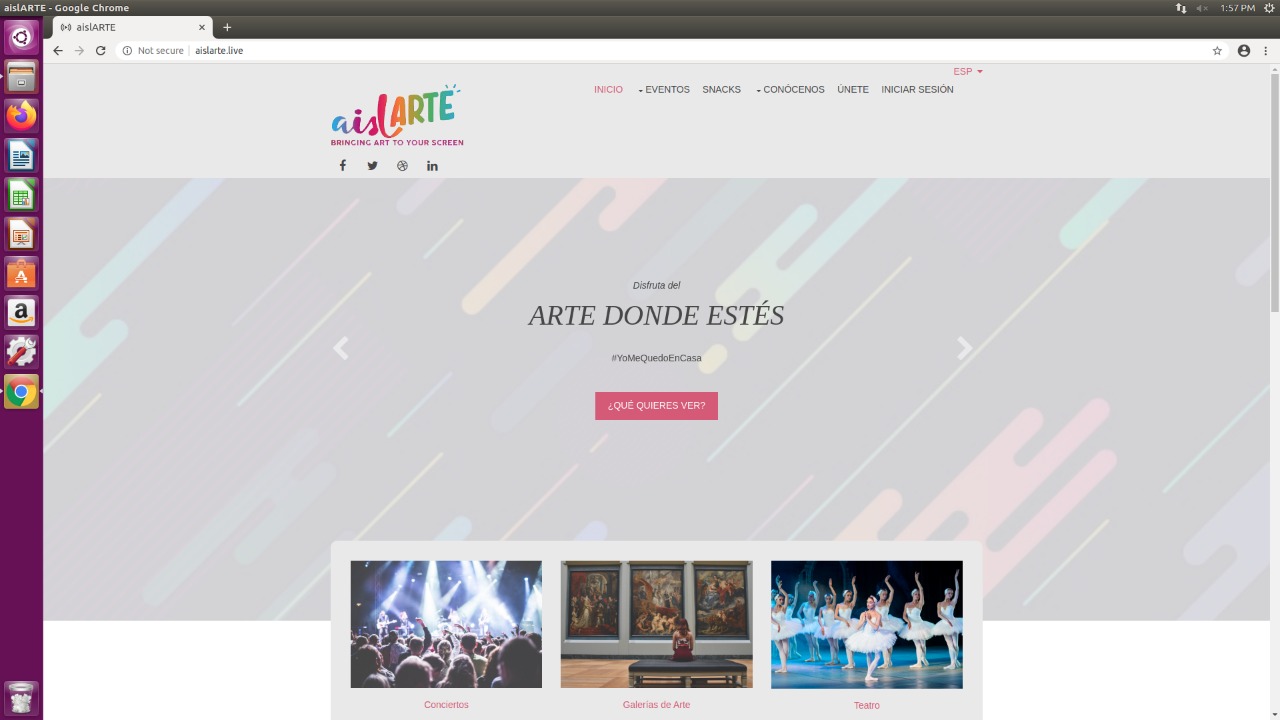 aislARTE - Google Chrome
1:57 PM
aislARTE
Not secure
aislarte.live
ESP
aislARTE
BRINGING ART TO YOUR SCREEN
INICIO
EVENTOS
SNACKS
CONÓCENOS
ÚNETE
INICIAR SESIÓN
Disfruta del
ARTE DONDE ESTÉS
#YoMeQuedoEnCasa
¿QUÉ QUIERES VER?
Conciertos
Galerías de Arte
Teatro